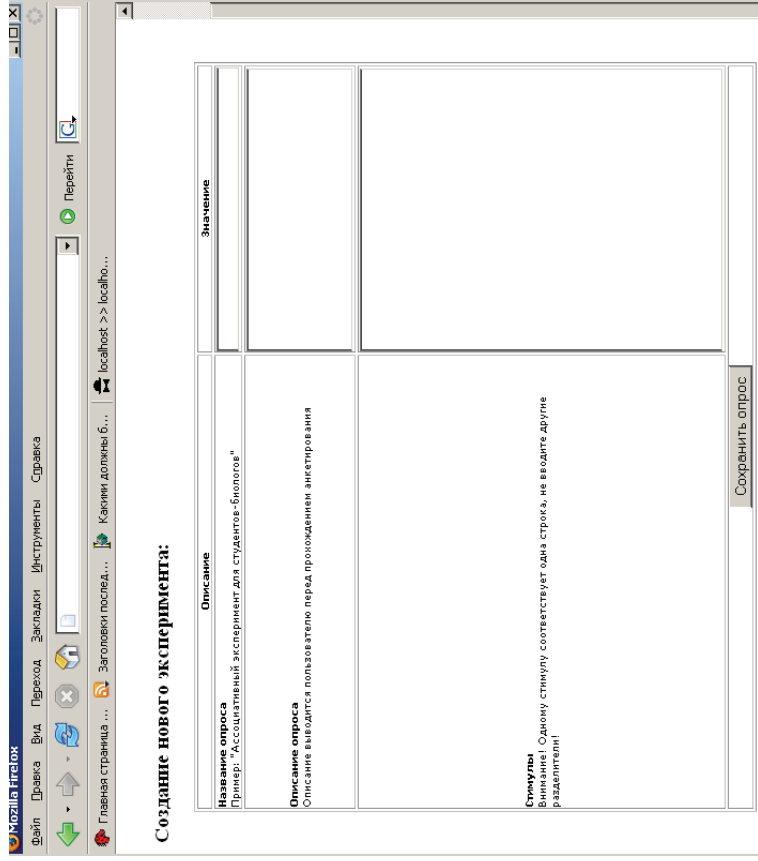 Mozilla Firefox
Файл Правка Вид Переход Закладки Инструменты Справка
Перейти
Главная страница ... Заголовки послед... Какими должны б... localhost >> localho...
Создание нового эксперимента:
Описание Значение
Название опроса
Пример: "Ассоциативный эксперимент для студентов-биологов"
Описание опроса
Описание выводится пользователю перед прохождением анкетирования
Стимулы
Внимание! Одному стимулу соответствует одна строка, не вводите другие
разделители!
Сохранить опрос